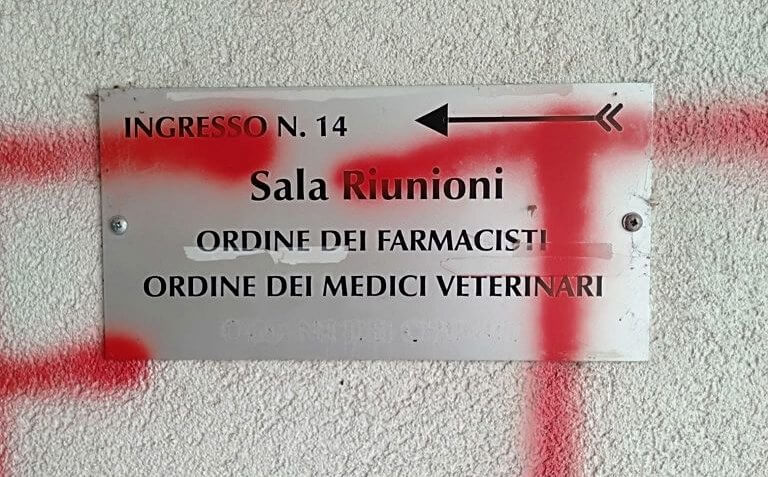 INGRESSO N. 14
Sala Riunioni
ORDINE DEI FARMACISTI
ORDINE DEI MEDICI VETERINARI